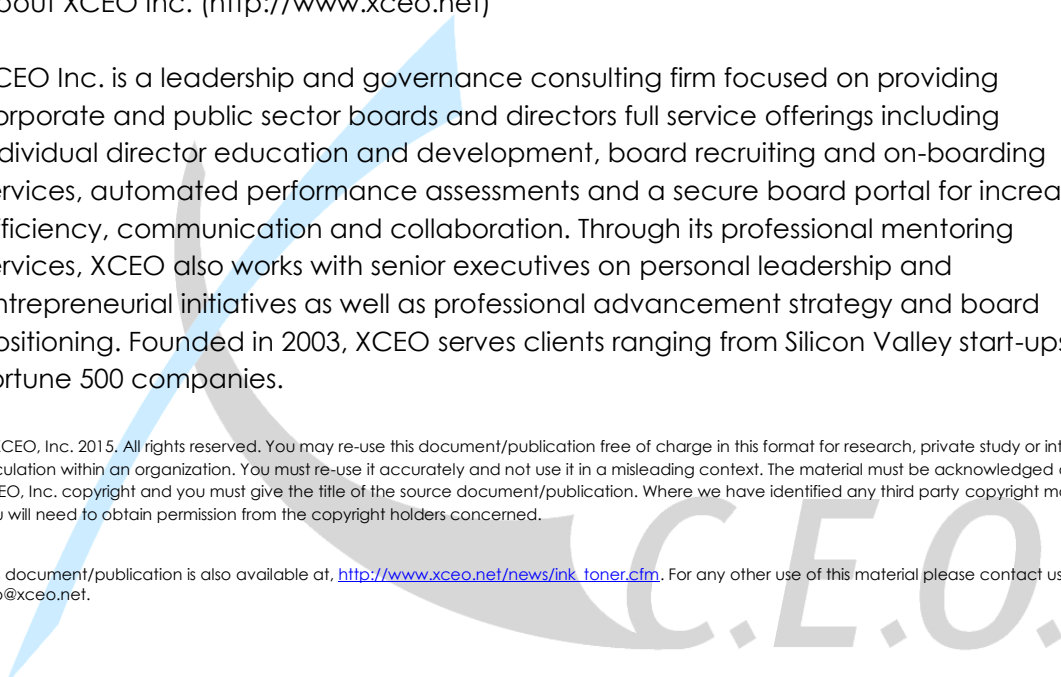 bout XCEO Inc. (http://www.xceo.net)
CEO Inc. is a leadership and governance consulting firm focused on providing
orporate and public sector boards and directors full service offerings including
dividual director education and development, board recruiting and on-boarding
ervices, automated performance assessments and a secure board portal for increa
fficiency, communication and collaboration. Through its professional mentoring
ervices, XCEO also works with senior executives on personal leadership and
ntrepreneurial initiatives as well as professional advancement strategy and board
ositioning. Founded in 2003, XCEO serves clients ranging from Silicon Valley start-ups
ortune 500 companies.
CEO, Inc. 2015. All rights reserved. You may re-use this document/publication free of charge in this format for research, private study or int
culation within an organization. You must re-use it accurately and not use it in a misleading context. The material must be acknowledged
EO, Inc. copyright and you must give the title of the source document/publication. Where we have identified any third party copyright m
u will need to obtain permission from the copyright holders concerned.
document/publication is also available at, http://www.xceo.net/news/ink_toner.cfm. For any other use of this material please contact us
o@xceo.net.
C.E.O.